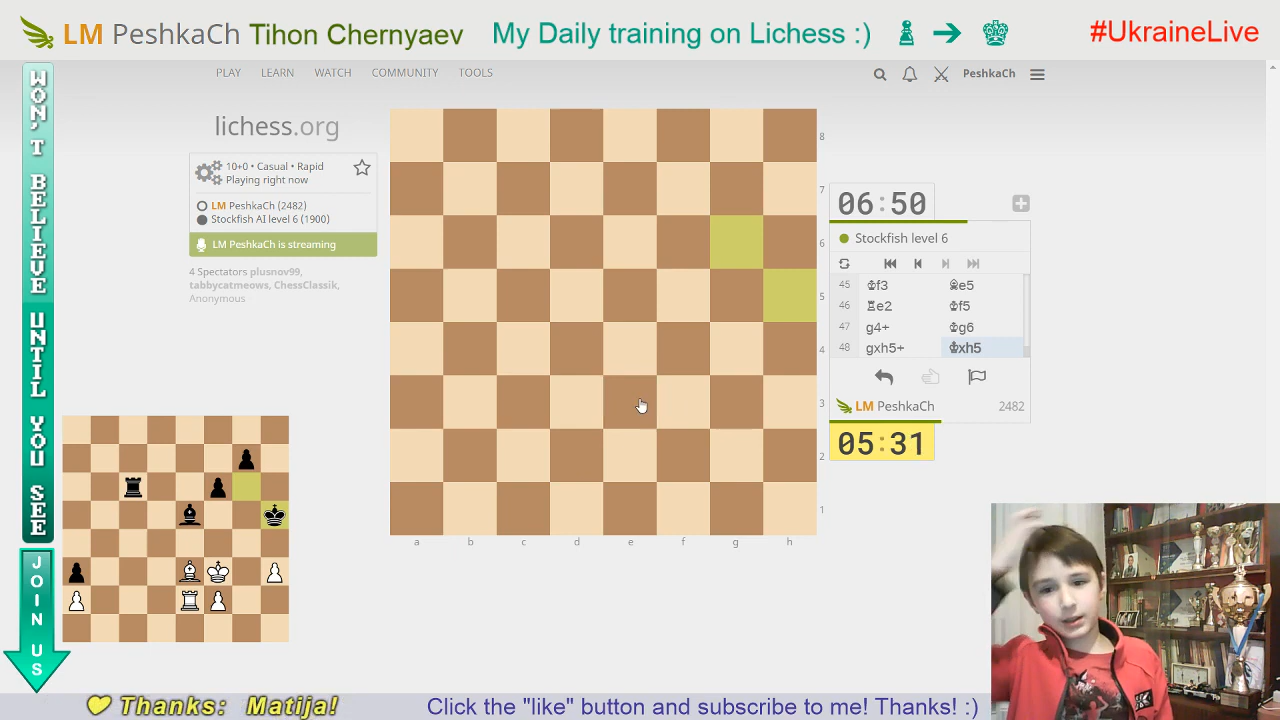 LM PeshkaCh Tihon Chernyaev
My Daily training on Lichess :)
#UkraineLive
WON'T BELIEVE UNTIL YOU SEE
JOIN US
PLAY LEARN WATCH COMMUNITY TOOLS
PeshkaCh
lichess.org
10+0 • Casual • Rapid
Playing right now
LM PeshkaCh (2482)
Stockfish AI level 6 (1900)
LM PeshkaCh is streaming
4 Spectators plusnov99,
tabbycatmeows, ChessClassik,
Anonymous
8
7
6
5
4
3
2
1
a b c d e f g h
06:50
Stockfish level 6
45 ♔f3 ♝e5
46 ♖e2 ♚f5
47 g4+ ♚g6
48 gxh5+ ♚xh5
LM PeshkaCh 2482
05:31
Thanks: Matija!
Click the "like" button and subscribe to me! Thanks! :)